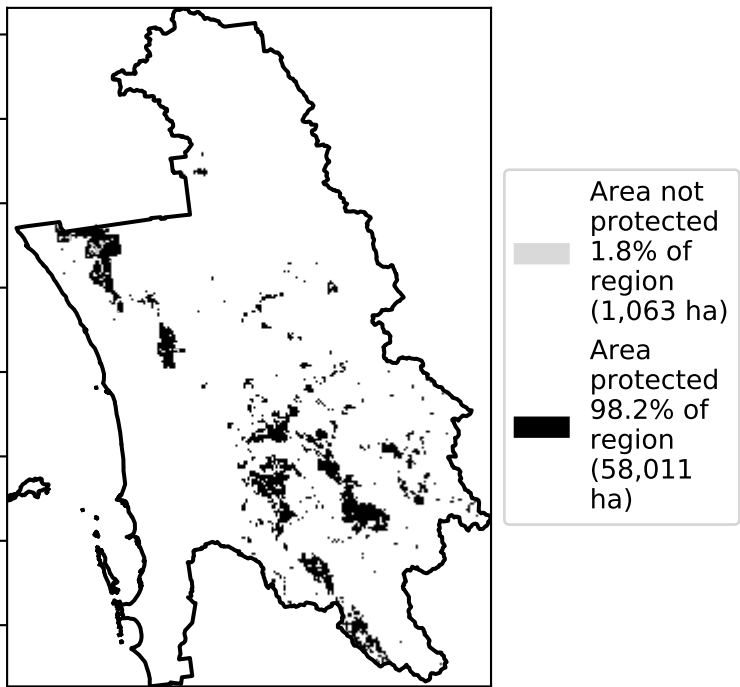 Area not
protected
1.8% of
region
(1,063 ha)
Area
protected
98.2% of
region
(58,011
ha)